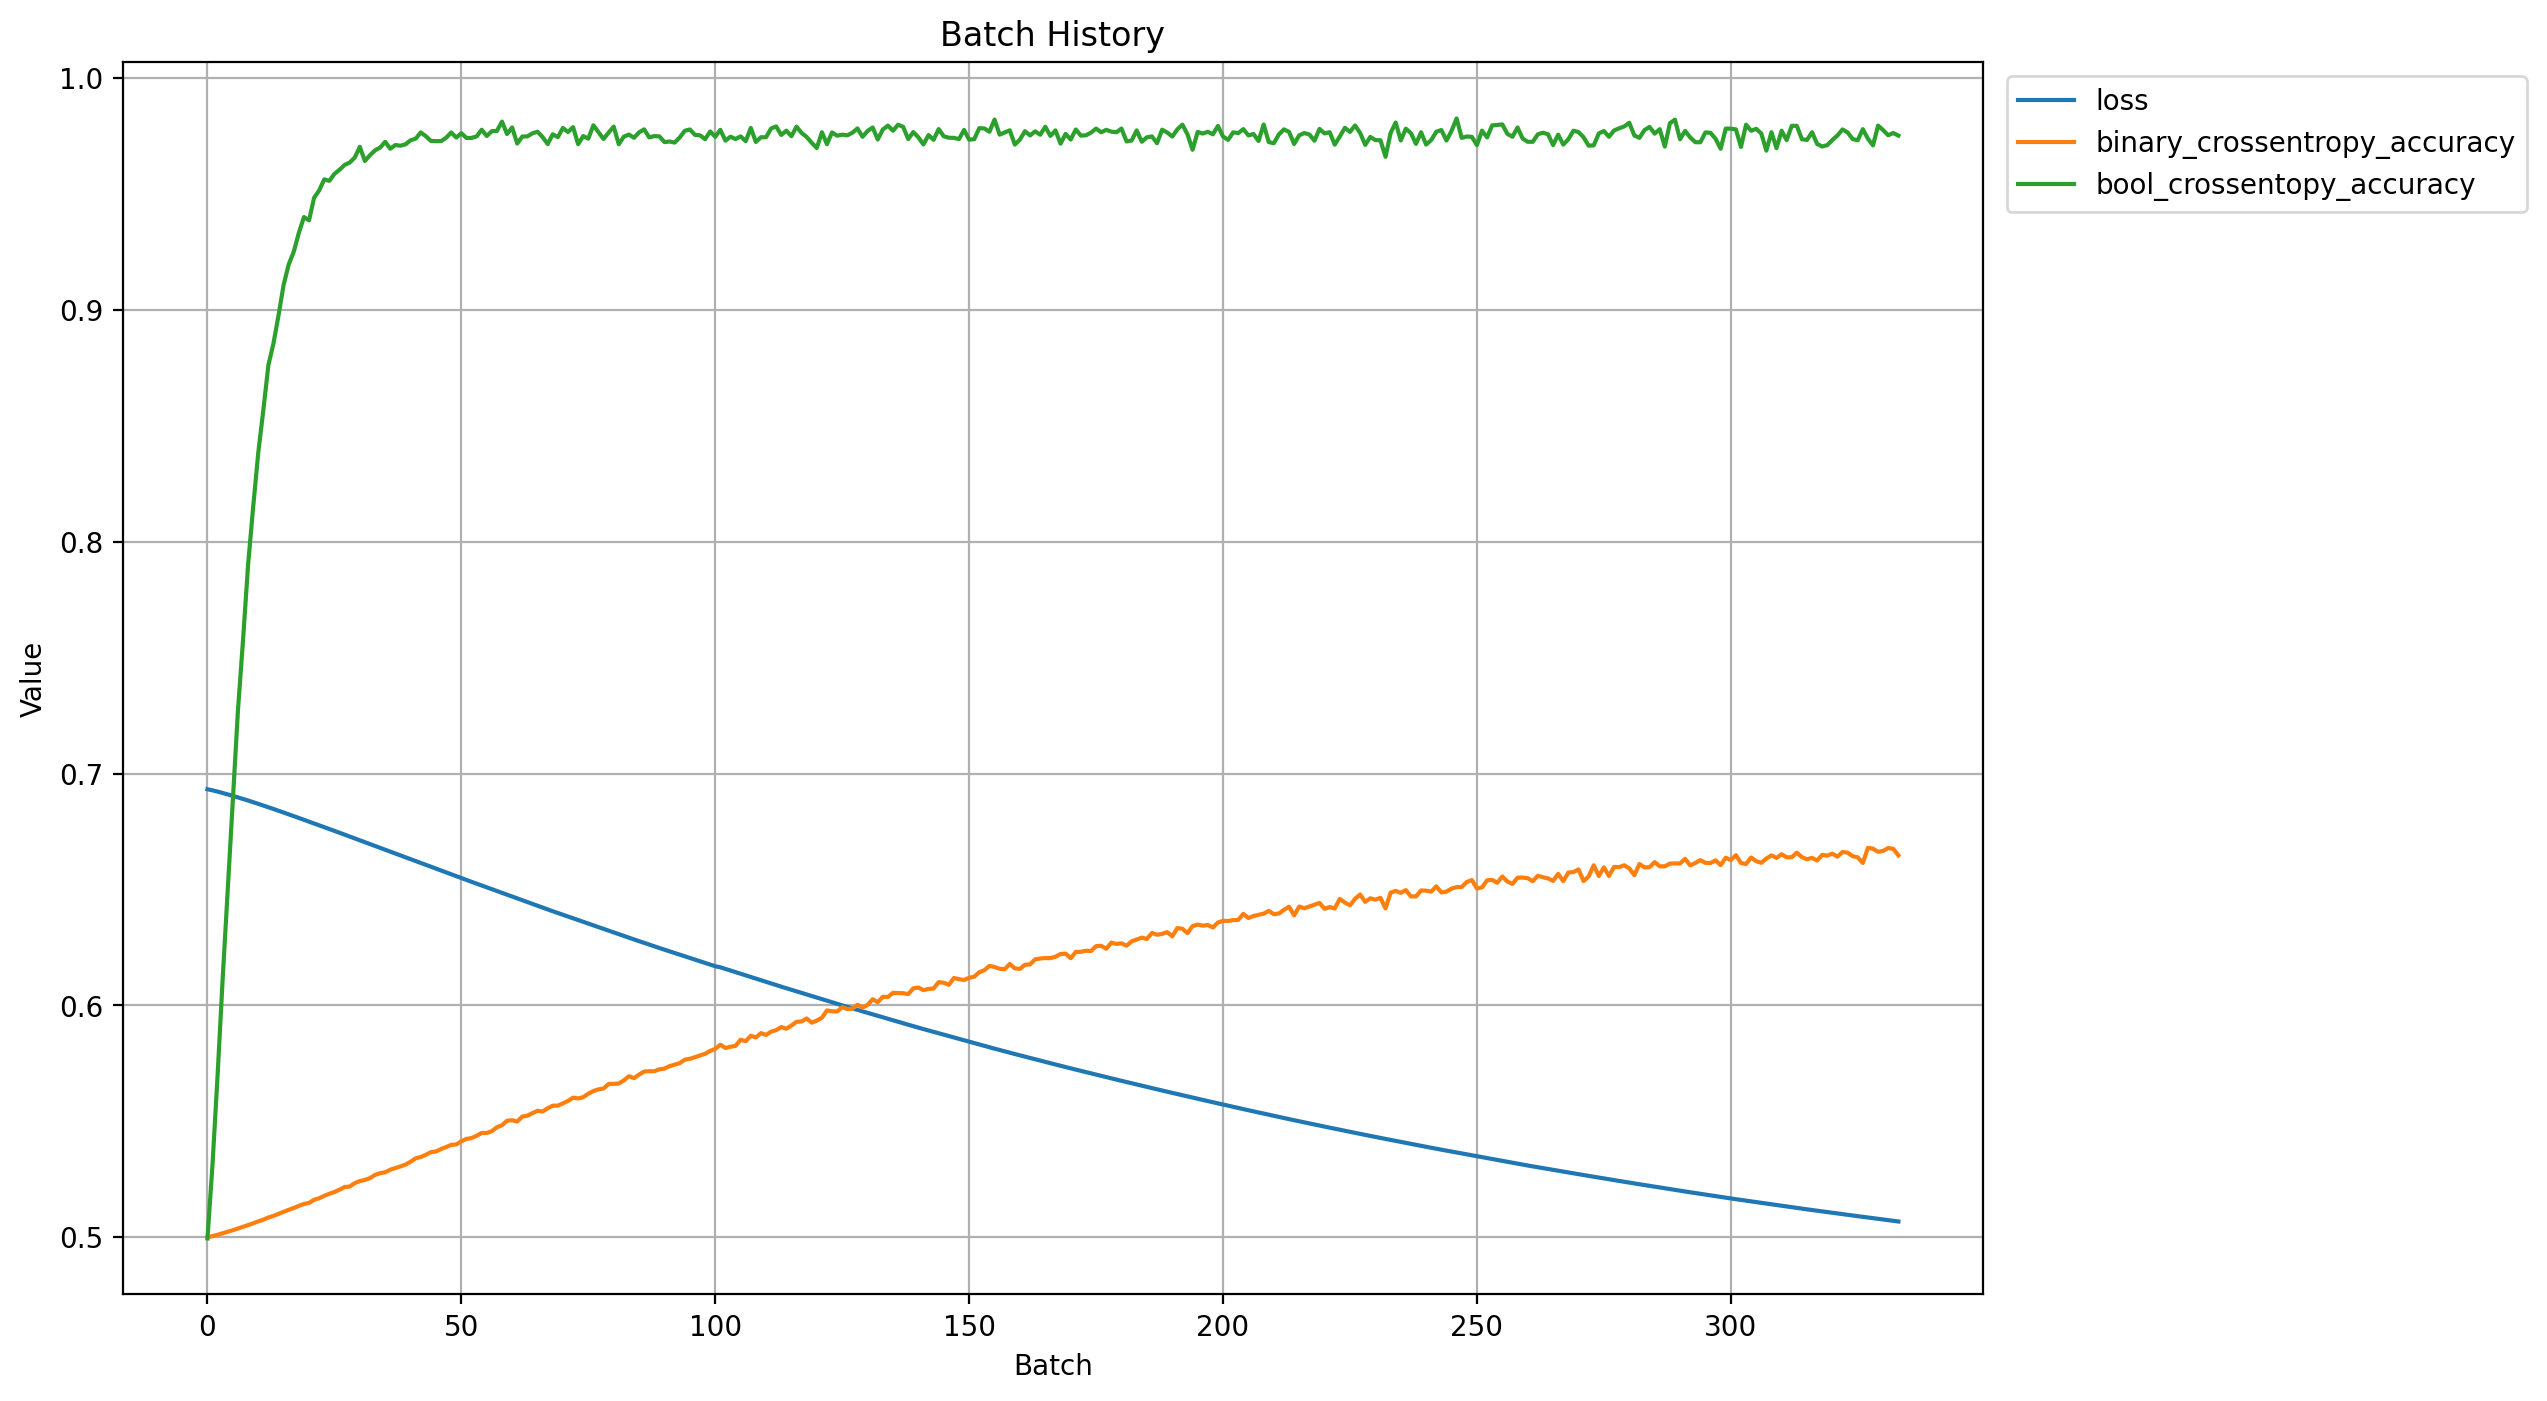 Batch History
1.0
0.9
0.8
0.7
0.6
0.5
Value
0 50 100 150 200 250 300
Batch
loss
binary_crossentropy_accuracy
bool_crossentopy_accuracy